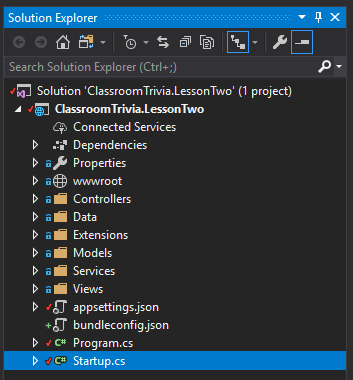 Solution Explorer
Search Solution Explorer (Ctrl+;)
Solution 'ClassroomTrivia.LessonTwo' (1 project)
ClassroomTrivia.LessonTwo
Connected Services
Dependencies
Properties
wwwroot
Controllers
Data
Extensions
Models
Services
Views
appsettings.json
bundleconfig.json
C# Program.cs
C# Startup.cs